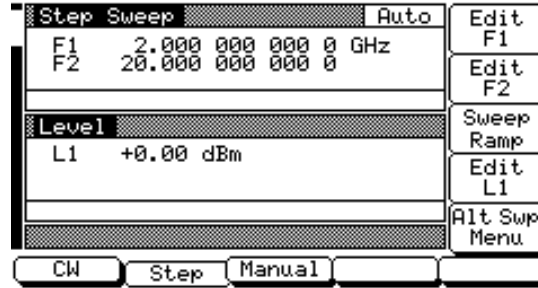 Step Sweep Auto
F1 2.000 000 000 0 GHz
F2 20.000 000 000 0
Level
L1 +0.00 dBm
Edit
F1
Edit
F2
Sweep
Ramp
Edit
L1
Alt Swp
Menu
CW Step Manual